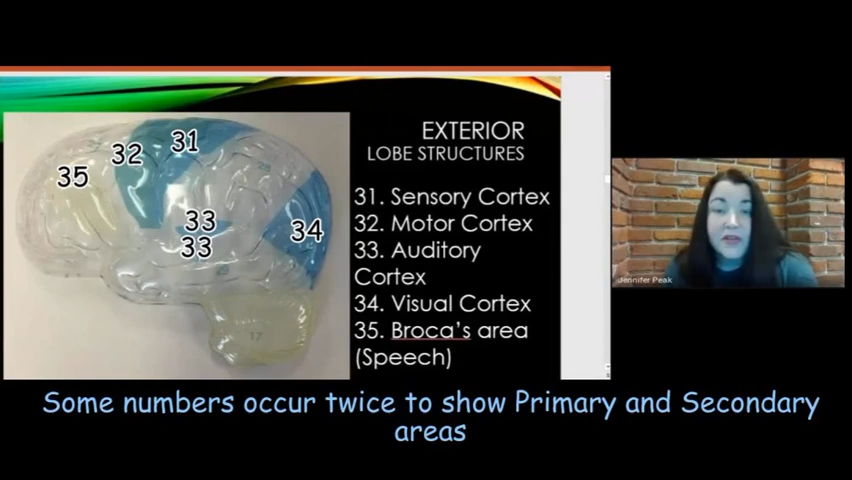 EXTERIOR
LOBE STRUCTURES
31. Sensory Cortex
32. Motor Cortex
33. Auditory
Cortex
34. Visual Cortex
35. Broca's area
(Speech)
35
32
31
33
33
34
17
Jennifer Peak
Some numbers occur twice to show Primary and Secondary
areas